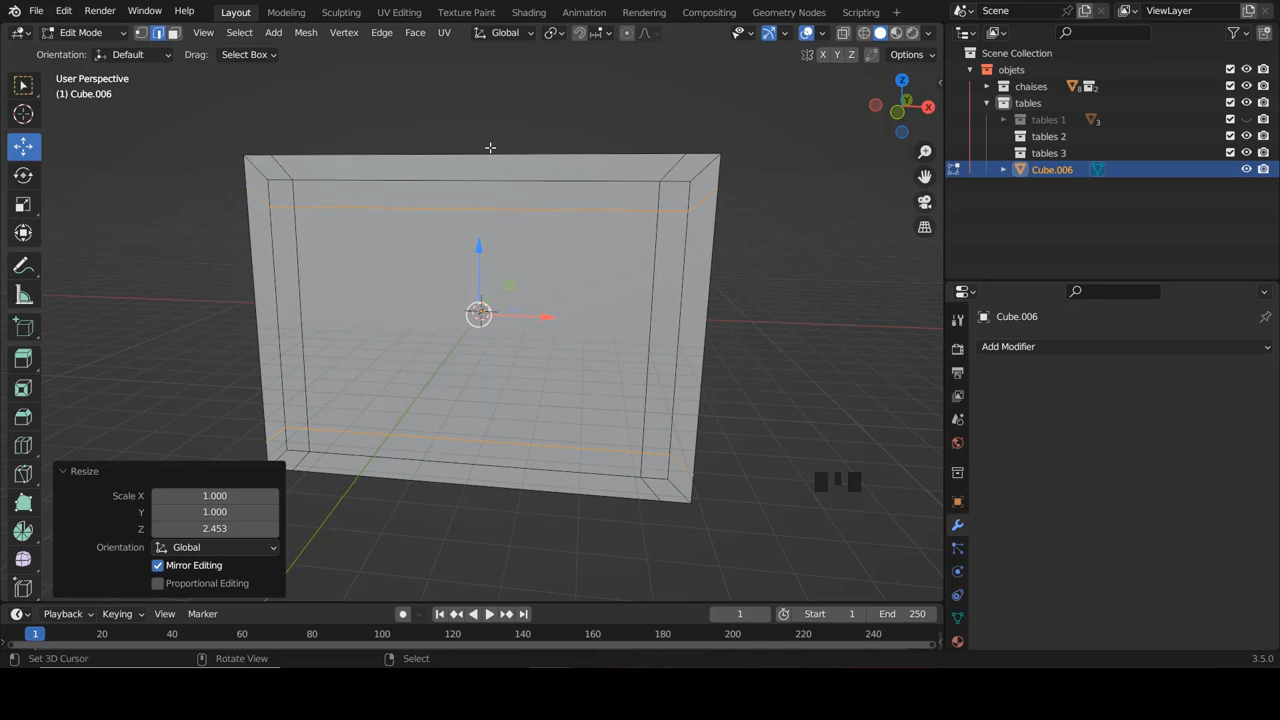 File Edit Render Window Help Layout Modeling Sculpting UV Editing Texture Paint Shading Animation Rendering Compositing Geometry Nodes Scripting + Scene ViewLayer
Edit Mode View Select Add Mesh Vertex Edge Face UV Global
Orientation: Default Drag: Select Box X Y Z Options
Scene Collection
objets
chaises 8 2
tables
tables 1 3
tables 2
tables 3
Cube.006
User Perspective
(1) Cube.006
Z
Y
X
Cube.006
Add Modifier
Resize
Scale X 1.000
Y 1.000
Z 2.453
Orientation Global
Mirror Editing
Proportional Editing
Playback Keying View Marker 1 Start 1 End 250
1 20 40 60 80 100 120 140 160 180 200 220 240
Set 3D Cursor Rotate View Select 3.5.0